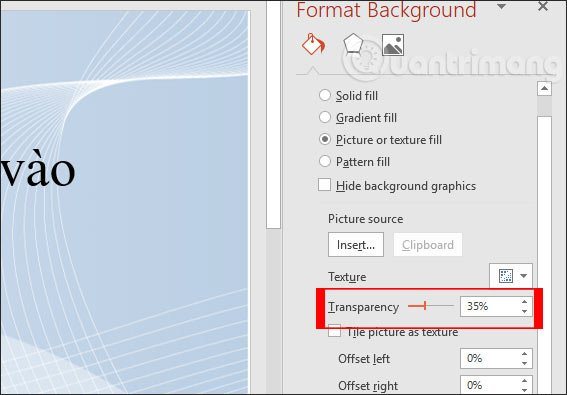 Format Background
Quantrimang
Solid fill
Gradient fill
Picture or texture fill
Pattern fill
vào
Hide background graphics
Picture source
Insert...
Clipboard
Texture
Transparency 35%
Tile picture as texture
Offset left 0%
Offset right 0%